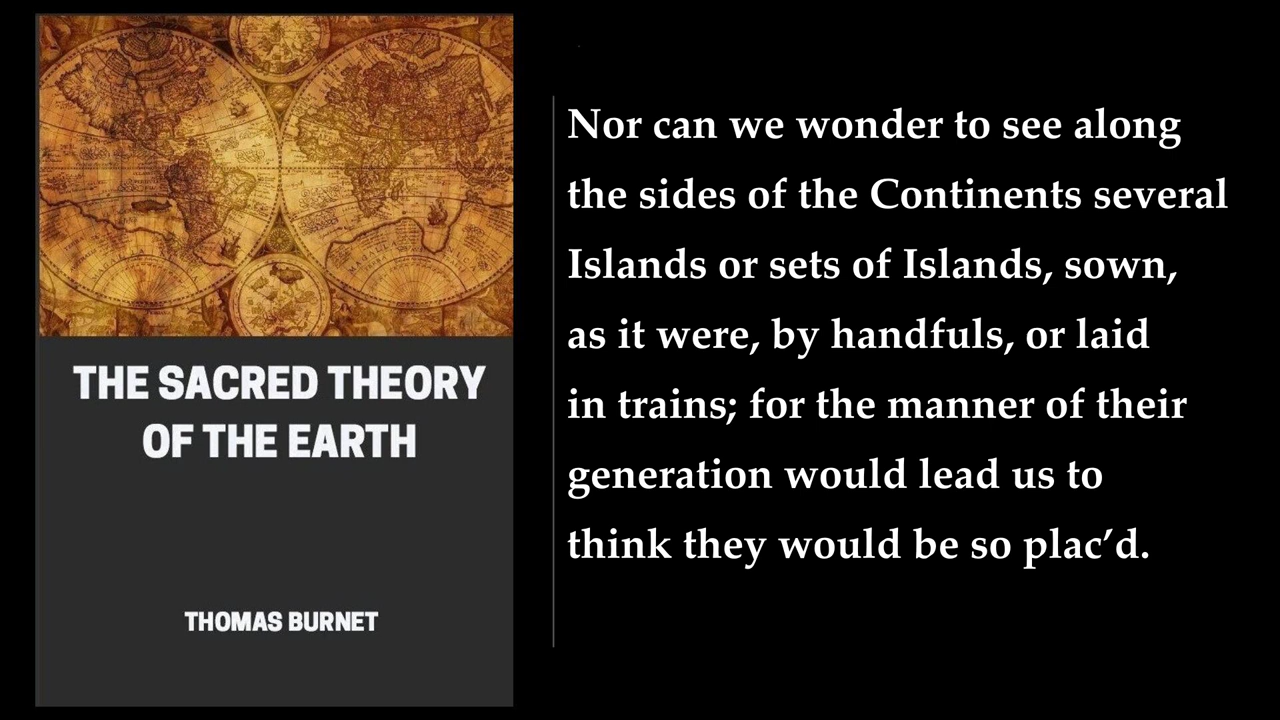 THE SACRED THEORY
OF THE EARTH
THOMAS BURNET
Nor can we wonder to see along
the sides of the Continents several
Islands or sets of Islands, sown,
as it were, by handfuls, or laid
in trains; for the manner of their
generation would lead us to
think they would be so plac’d.